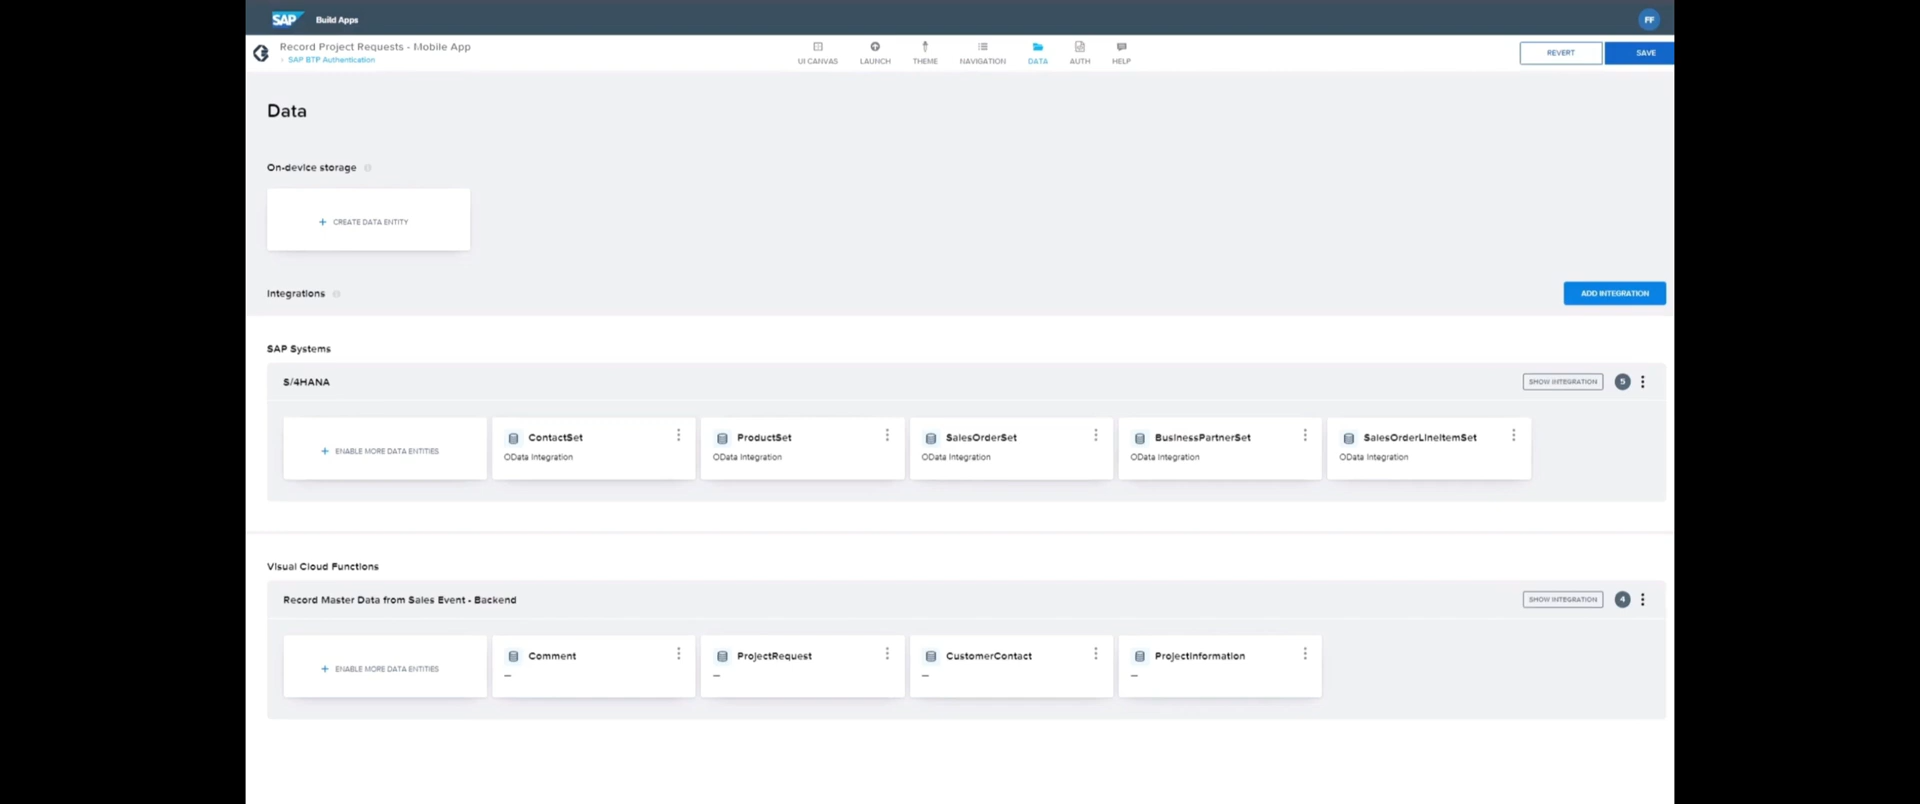 SAP Build Apps
FF
Record Project Requests - Mobile App
SAP BTP Authentication
UI CANVAS
LAUNCH
THEME
NAVIGATION
DATA
AUTH
HELP
REVERT
SAVE
Data
On-device storage
+ CREATE DATA ENTITY
Integrations
ADD INTEGRATION
SAP Systems
S/4HANA
SHOW INTEGRATION
5
+ ENABLE MORE DATA ENTITIES
ContactSet
OData Integration
ProductSet
OData Integration
SalesOrderSet
OData Integration
BusinessPartnerSet
OData Integration
SalesOrderLineItemSet
OData Integration
Visual Cloud Functions
Record Master Data from Sales Event - Backend
SHOW INTEGRATION
4
+ ENABLE MORE DATA ENTITIES
Comment
—
ProjectRequest
—
CustomerContact
—
ProjectInformation
—